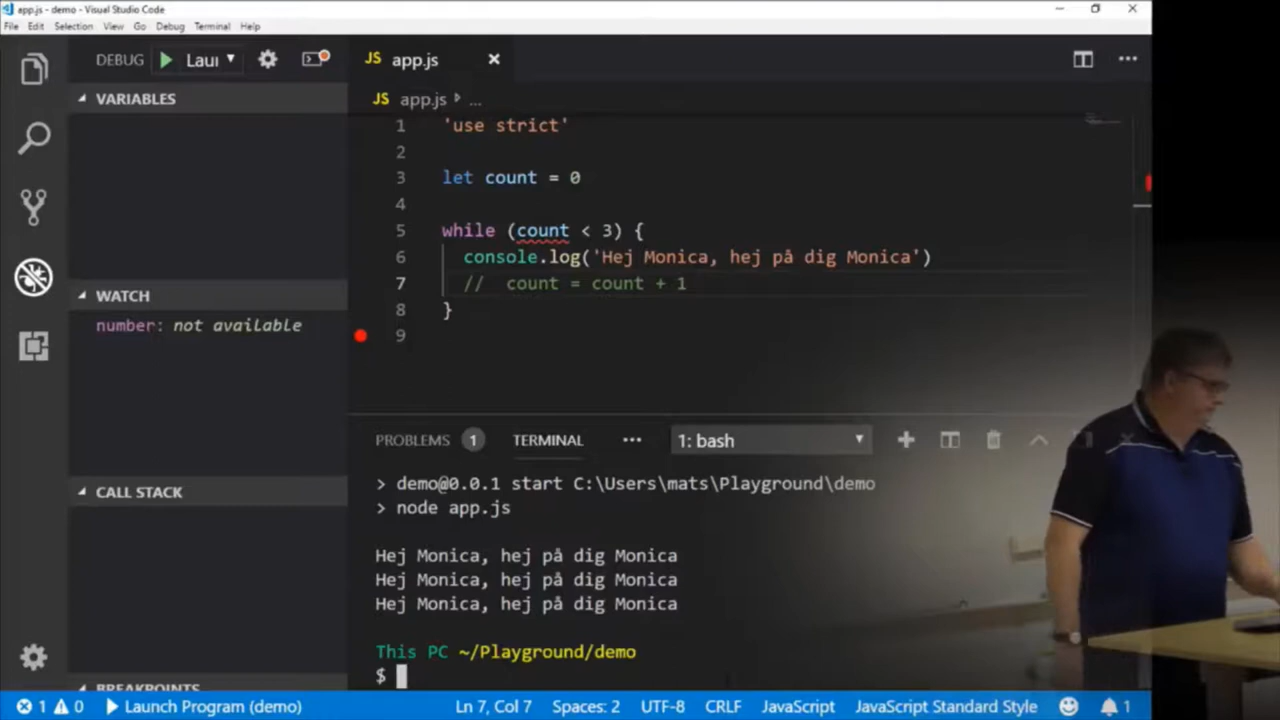 app.js - demo - Visual Studio Code
File Edit Selection View Go Debug Terminal Help
DEBUG Laui
JS app.js
VARIABLES
JS app.js ...
1 'use strict'
2
3 let count = 0
4
5 while (count < 3) {
6 console.log('Hej Monica, hej på dig Monica')
7 // count = count + 1
8 }
9
WATCH
number: not available
CALL STACK
BREAKPOINTS
PROBLEMS 1 TERMINAL ... 1: bash
> demo@0.0.1 start C:\Users\mats\Playground\demo
> node app.js
Hej Monica, hej på dig Monica
Hej Monica, hej på dig Monica
Hej Monica, hej på dig Monica
This PC ~/Playground/demo
$
1 0 Launch Program (demo) Ln 7, Col 7 Spaces: 2 UTF-8 CRLF JavaScript JavaScript Standard Style 1